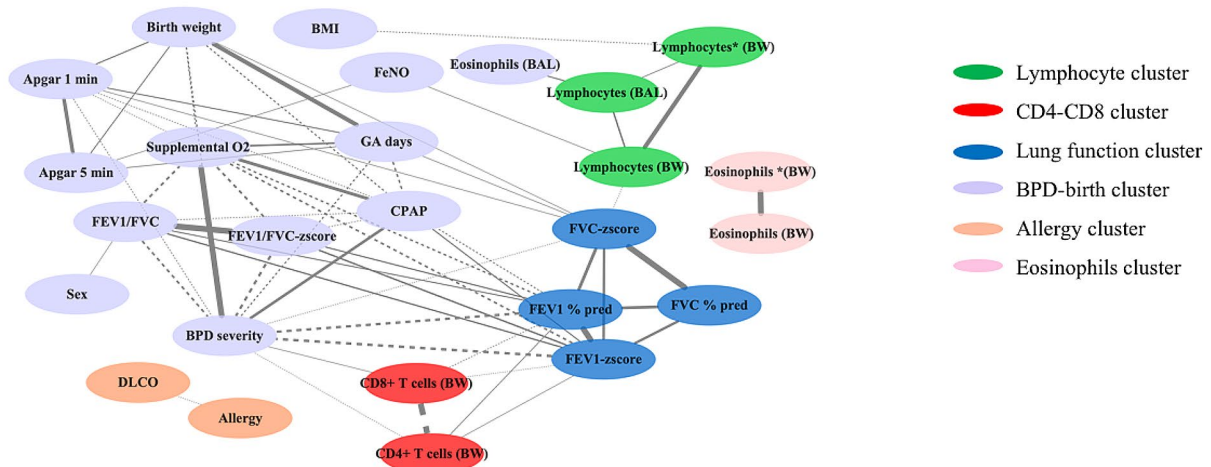 Birth weight
BMI
Lymphocytes* (BW)
Eosinophils (BAL)
FeNO
Apgar 1 min
Lymphocytes (BAL)
Supplemental O2
GA days
Apgar 5 min
Lymphocytes (BW)
Eosinophils *(BW)
CPAP
FEV1/FVC
FEV1/FVC-zscore
FVC-zscore
Eosinophils (BW)
Sex
FEV1 % pred
FVC % pred
BPD severity
FEV1-zscore
DLCO
CD8+ T cells (BW)
Allergy
CD4+ T cells (BW)
Lymphocyte cluster
CD4-CD8 cluster
Lung function cluster
BPD-birth cluster
Allergy cluster
Eosinophils cluster